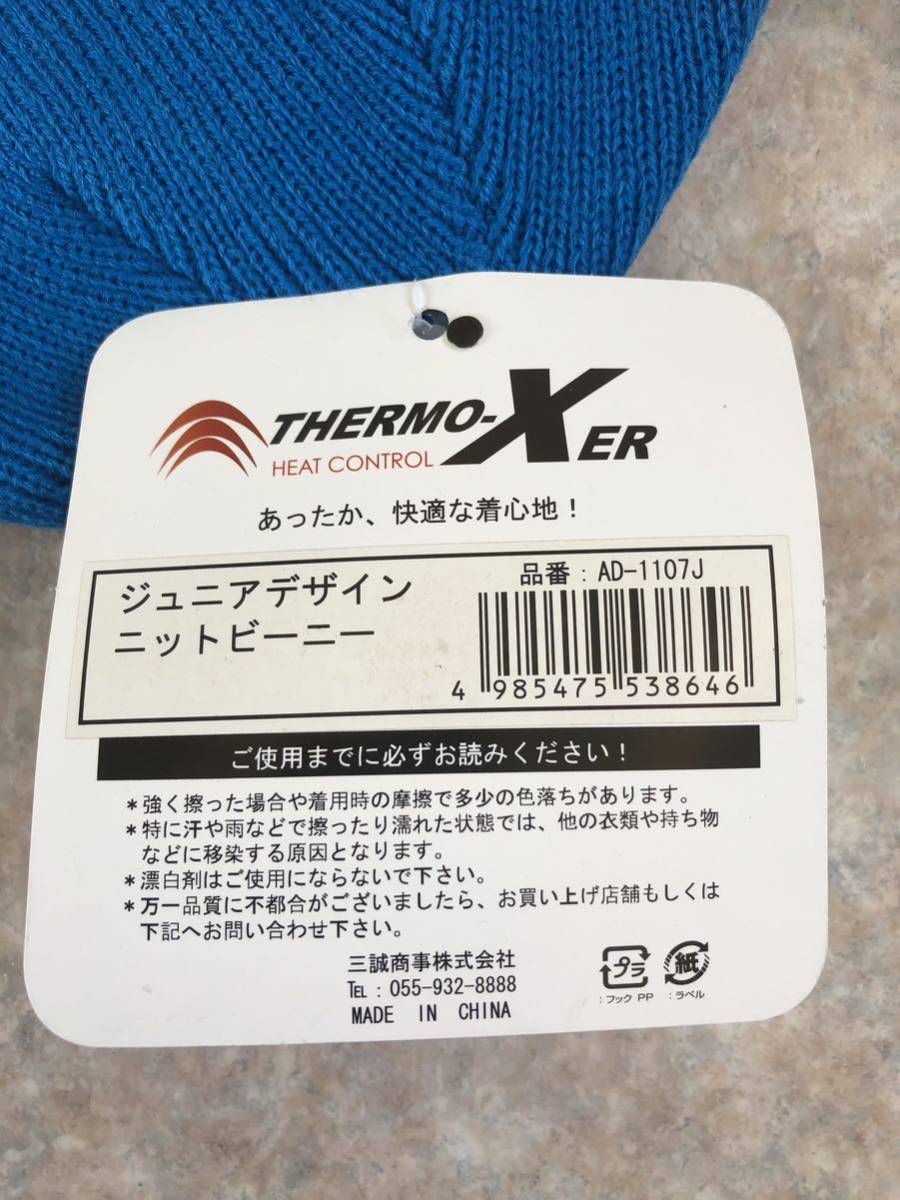 THERMO-XER
HEAT CONTROL
あったか、快適な着心地！
ジュニアデザイン
ニットビーニー
品番：AD-1107J
4 985475 538646
ご使用までに必ずお読みください！
＊強く擦った場合や着用時の摩擦で多少の色落ちがあります。
＊特に汗や雨などで擦ったり濡れた状態では、他の衣類や持ち物
などに移染する原因となります。
＊漂白剤はご使用にならないで下さい。
＊万一品質に不都合がございましたら、お買い上げ店舗もしくは
下記へお問い合わせ下さい。
三誠商事株式会社
TEL：055-932-8888
MADE IN CHINA
プラ
：フック PP
紙
：ラベル